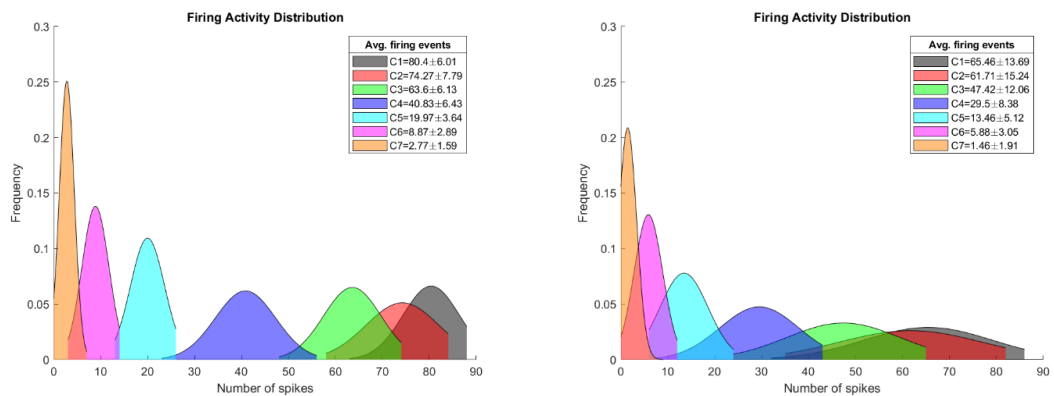 Firing Activity Distribution
0.3
0.25
0.2
0.15
0.1
0.05
0
Frequency
Avg. firing events
C1=80.4±6.01
C2=74.27±7.79
C3=63.6±6.13
C4=40.83±6.43
C5=19.97±3.64
C6=8.87±2.89
C7=2.77±1.59
0 10 20 30 40 50 60 70 80 90
Number of spikes
Firing Activity Distribution
0.3
0.25
0.2
0.15
0.1
0.05
0
Frequency
Avg. firing events
C1=65.46±13.69
C2=61.71±15.24
C3=47.42±12.06
C4=29.5±8.38
C5=13.46±5.12
C6=5.88±3.05
C7=1.46±1.91
0 10 20 30 40 50 60 70 80 90
Number of spikes